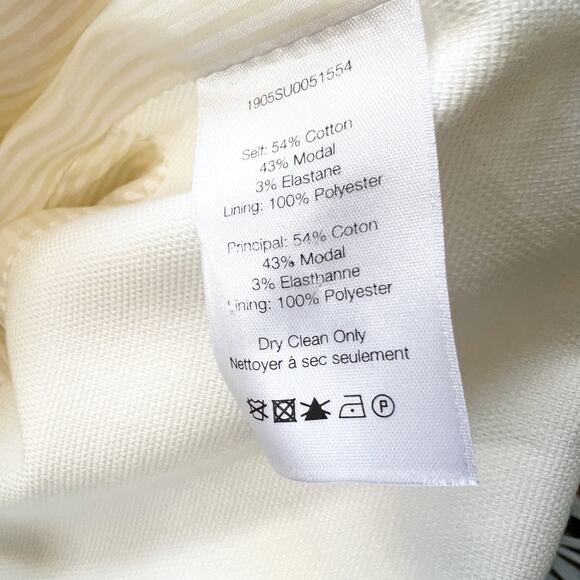 1905SU0051554
Self: 54% Cotton
43% Modal
3% Elastane
Lining: 100% Polyester
Principal: 54% Coton
43% Modal
3% Elasthanne
Lining: 100% Polyester
Dry Clean Only
Nettoyer à sec seulement
P